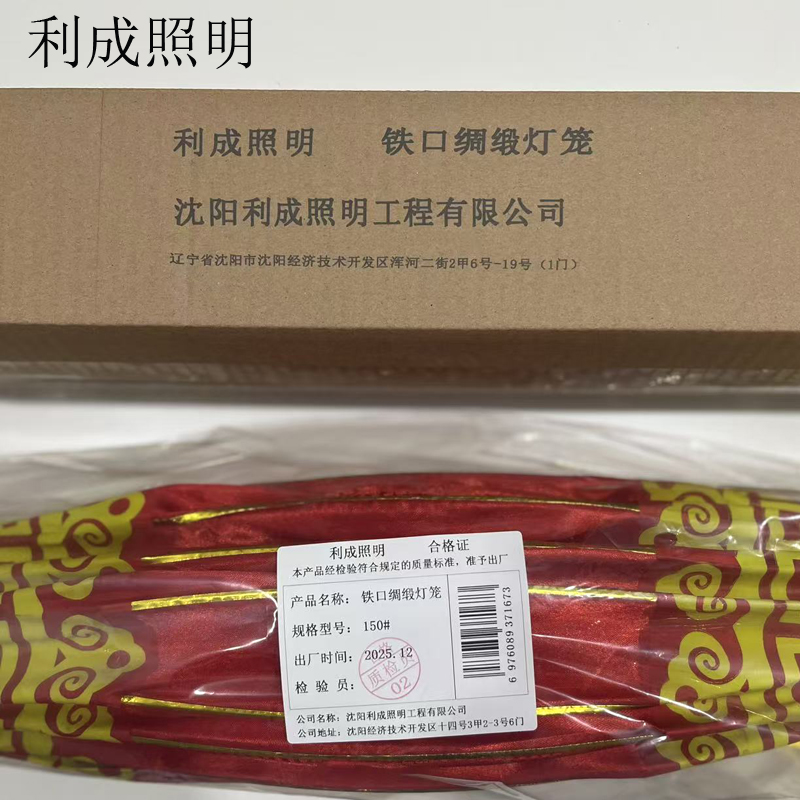 利成照明
利成照明 铁口绸缎灯笼
沈阳利成照明工程有限公司
辽宁省沈阳市沈阳经济技术开发区浑河二街2甲6号-19号（1门）
利成照明 合格证
本产品经检验符合规定的质量标准，准予出厂
产品名称： 铁口绸缎灯笼
规格型号： 150#
出厂时间： 2025.12
检 验 员：
质检员
02
6 976089 371673
公司名称：沈阳利成照明工程有限公司
公司地址：沈阳经济技术开发区十四号3甲2-3号6门